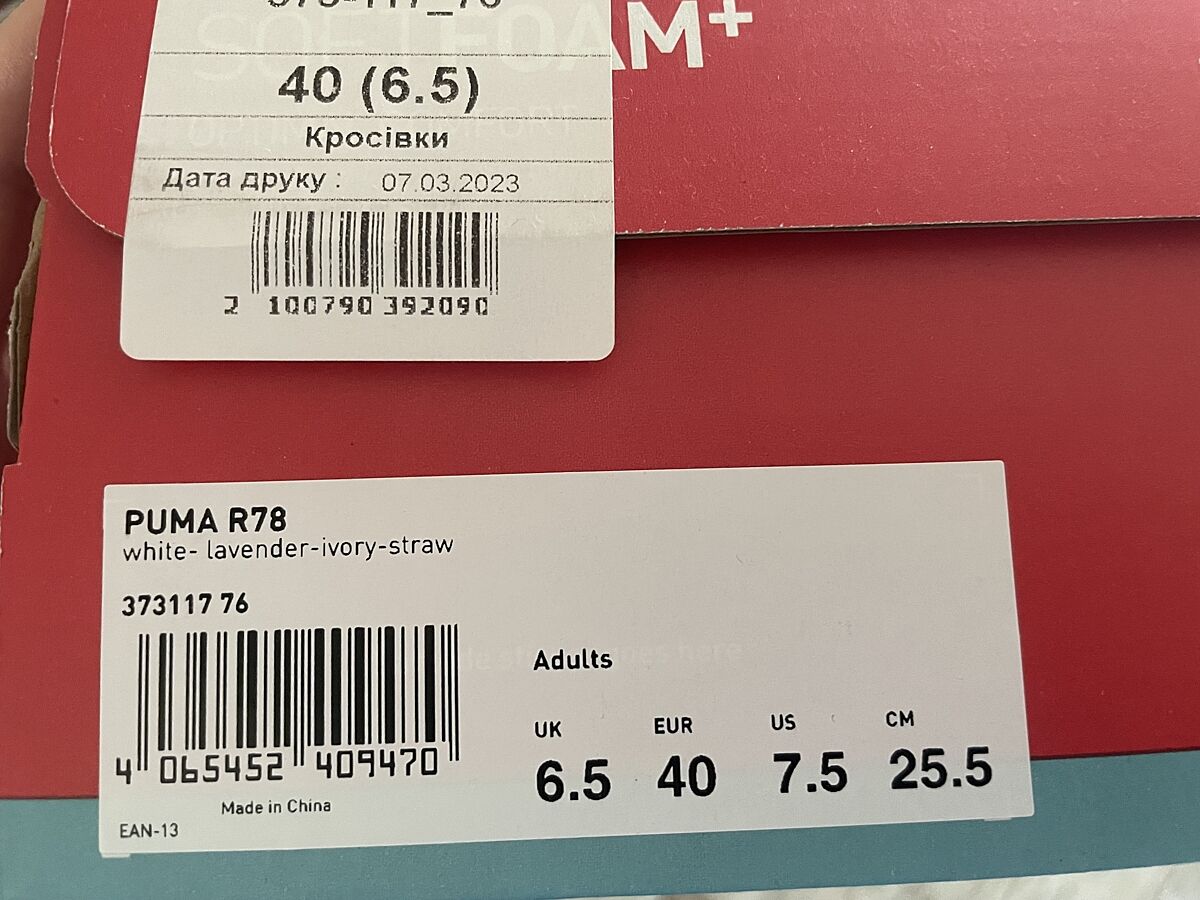 373-117_76
SOFTFOAM+
40 (6.5)
Кросівки
Дата друку : 07.03.2023
2 100790 392090
PUMA R78
white- lavender-ivory-straw
373117 76
Adults
UK EUR US CM
6.5 40 7.5 25.5
4 065452 409470
Made in China
EAN-13